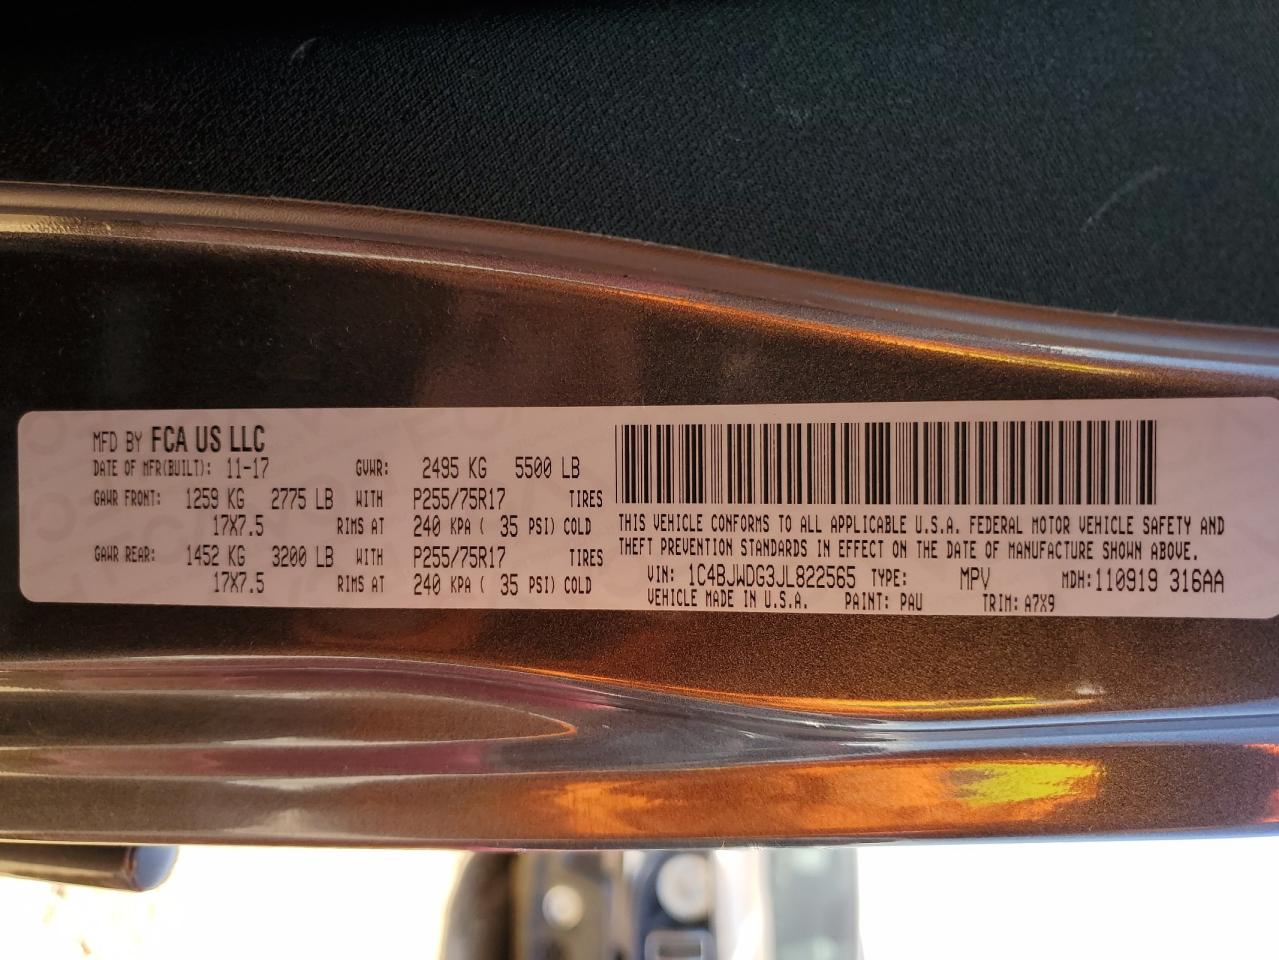 MFD BY FCA US LLC
DATE OF MFR(BUILT): 11-17 GVWR: 2495 KG 5500 LB
GAWR FRONT: 1259 KG 2775 LB WITH P255/75R17 TIRES
17X7.5 RIMS AT 240 KPA ( 35 PSI) COLD
GAWR REAR: 1452 KG 3200 LB WITH P255/75R17 TIRES
17X7.5 RIMS AT 240 KPA ( 35 PSI) COLD
THIS VEHICLE CONFORMS TO ALL APPLICABLE U.S.A. FEDERAL MOTOR VEHICLE SAFETY AND
THEFT PREVENTION STANDARDS IN EFFECT ON THE DATE OF MANUFACTURE SHOWN ABOVE.
VIN: 1C4BJWDG3JL822565 TYPE: MPV MDH:110919 316AA
VEHICLE MADE IN U.S.A. PAINT: PAU TRIM: A7X9